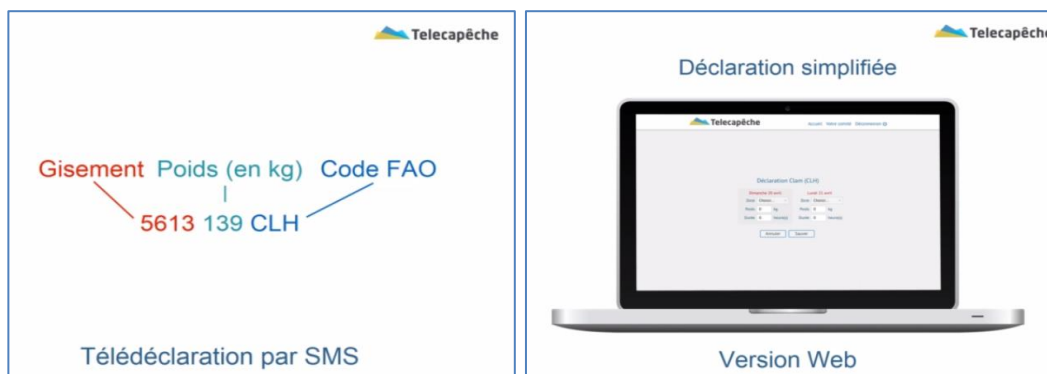 Telecapêche
Gisement Poids (en kg) Code FAO
5613 139 CLH
Télédéclaration par SMS
Telecapêche
Déclaration simplifiée
Telecapêche
Déclaration Clam (CLH)
Annuler
Version Web